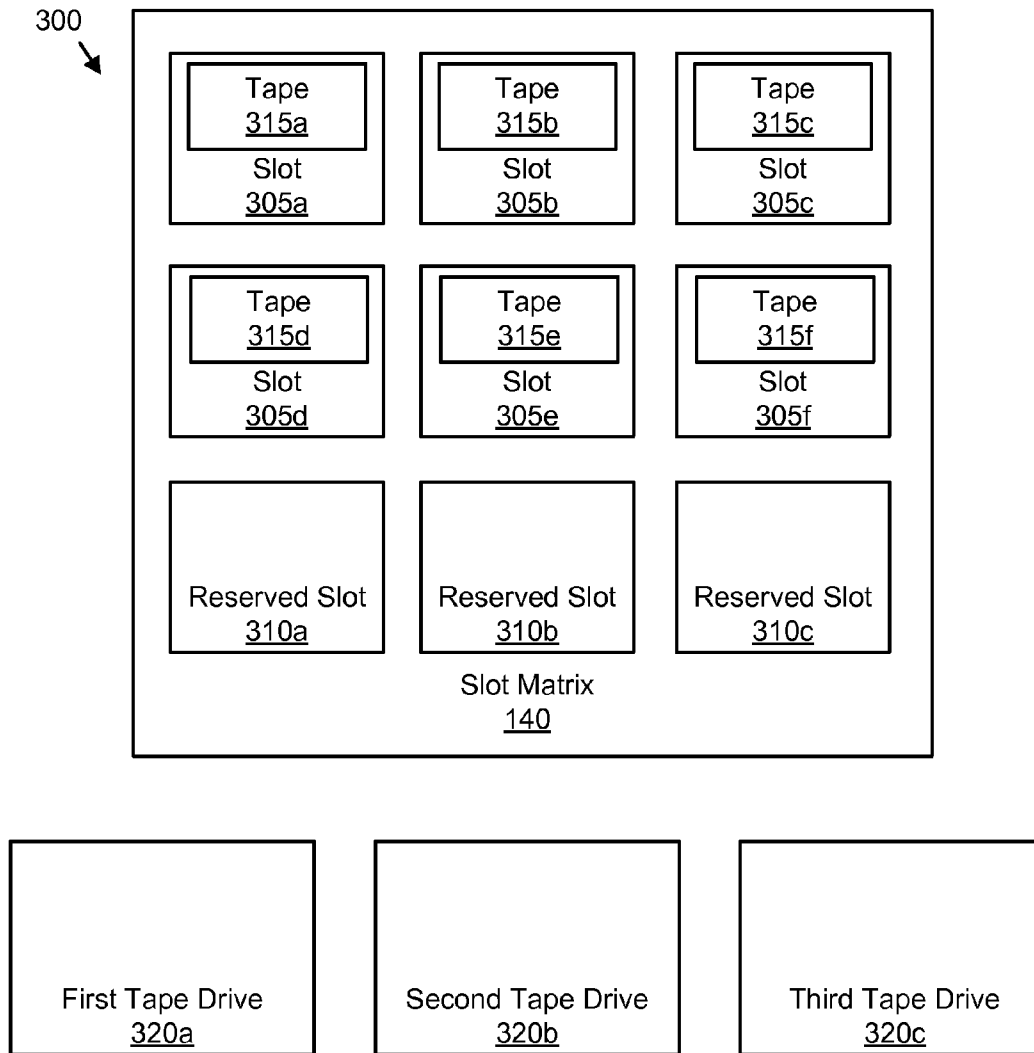 300
Tape
315a
Slot
305a
Tape
315b
Slot
305b
Tape
315c
Slot
305c
Tape
315d
Slot
305d
Tape
315e
Slot
305e
Tape
315f
Slot
305f
Reserved Slot
310a
Reserved Slot
310b
Reserved Slot
310c
Slot Matrix
140
First Tape Drive
320a
Second Tape Drive
320b
Third Tape Drive
320c